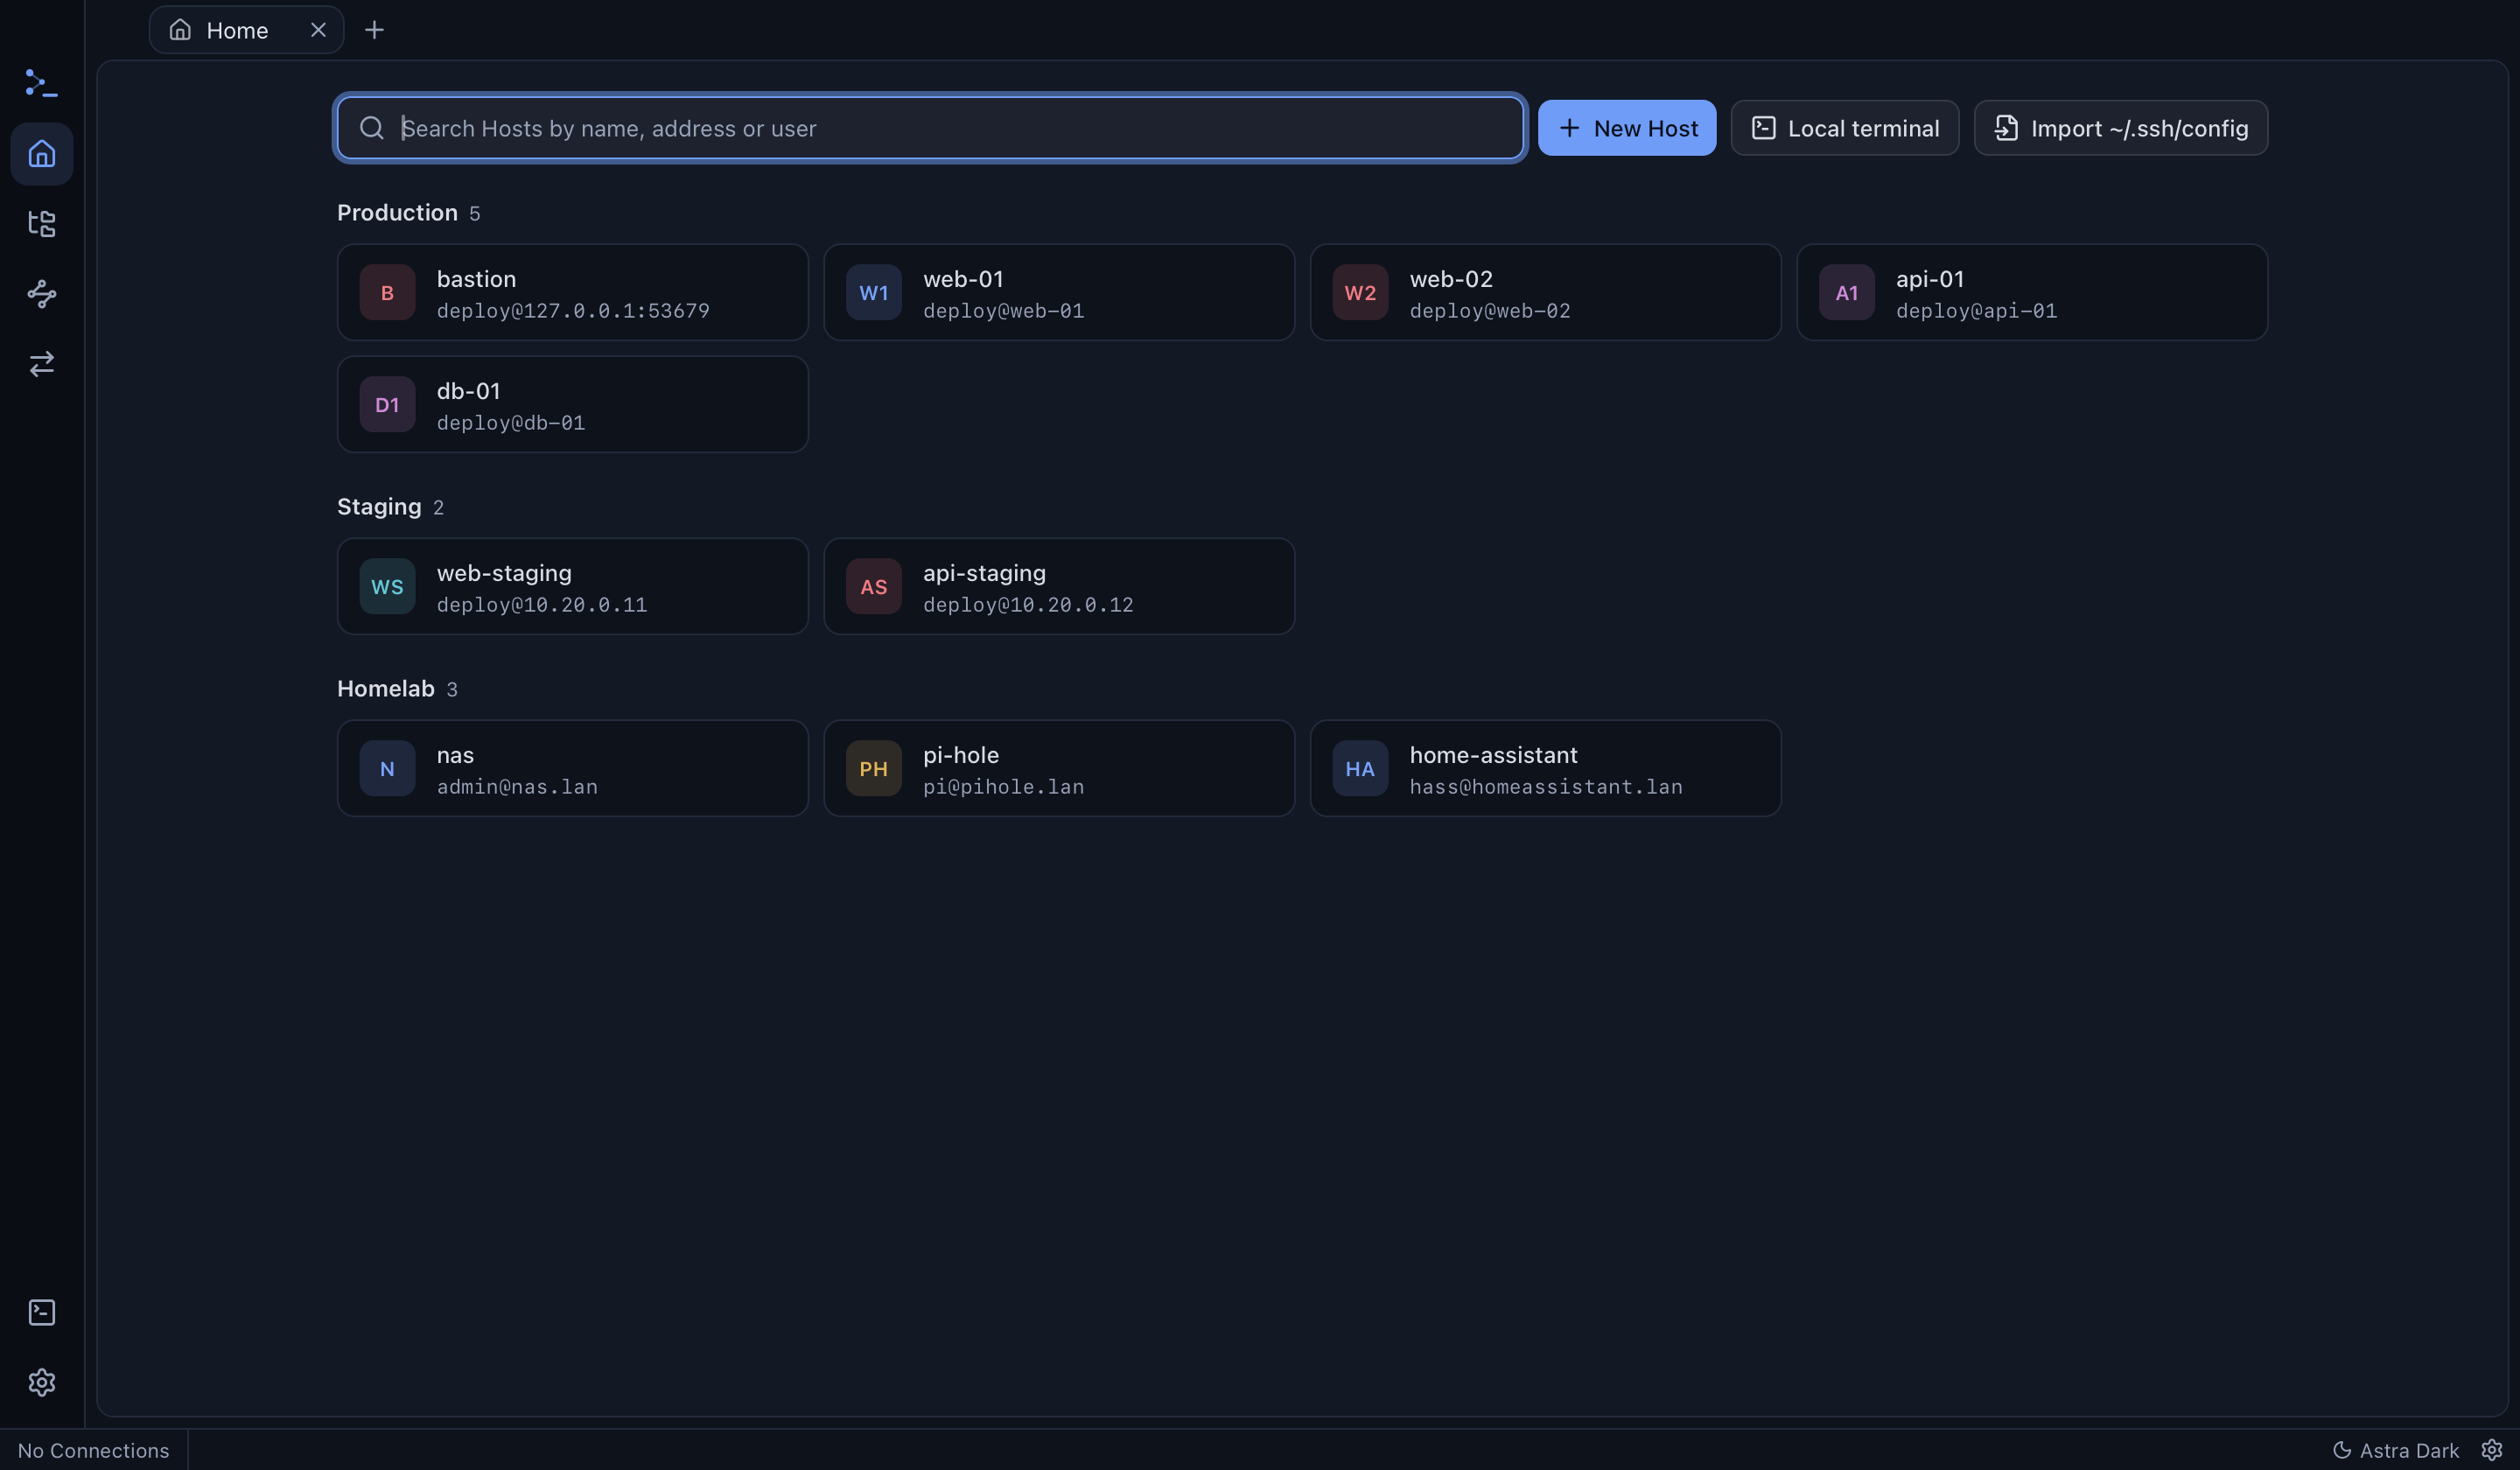 Home
Search Hosts by name, address or user
New Host
Local terminal
Import ~/.ssh/config
Production 5
B
bastion
deploy@127.0.0.1:53679
W1
web-01
deploy@web-01
W2
web-02
deploy@web-02
A1
api-01
deploy@api-01
D1
db-01
deploy@db-01
Staging 2
WS
web-staging
deploy@10.20.0.11
AS
api-staging
deploy@10.20.0.12
Homelab 3
N
nas
admin@nas.lan
PH
pi-hole
pi@pihole.lan
HA
home-assistant
hass@homeassistant.lan
No Connections
Astra Dark